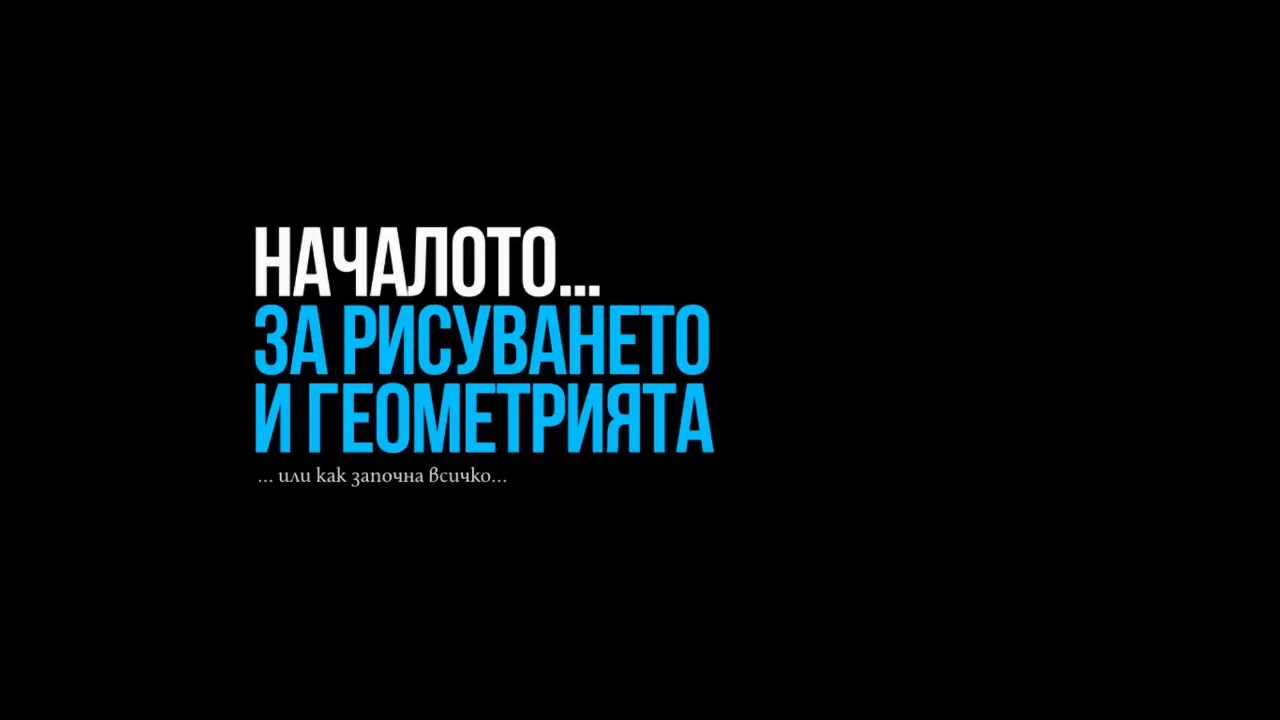 НАЧАЛОТО...
ЗА РИСУВАНЕТО
И ГЕОМЕТРИЯТА
... или как започна всичко...